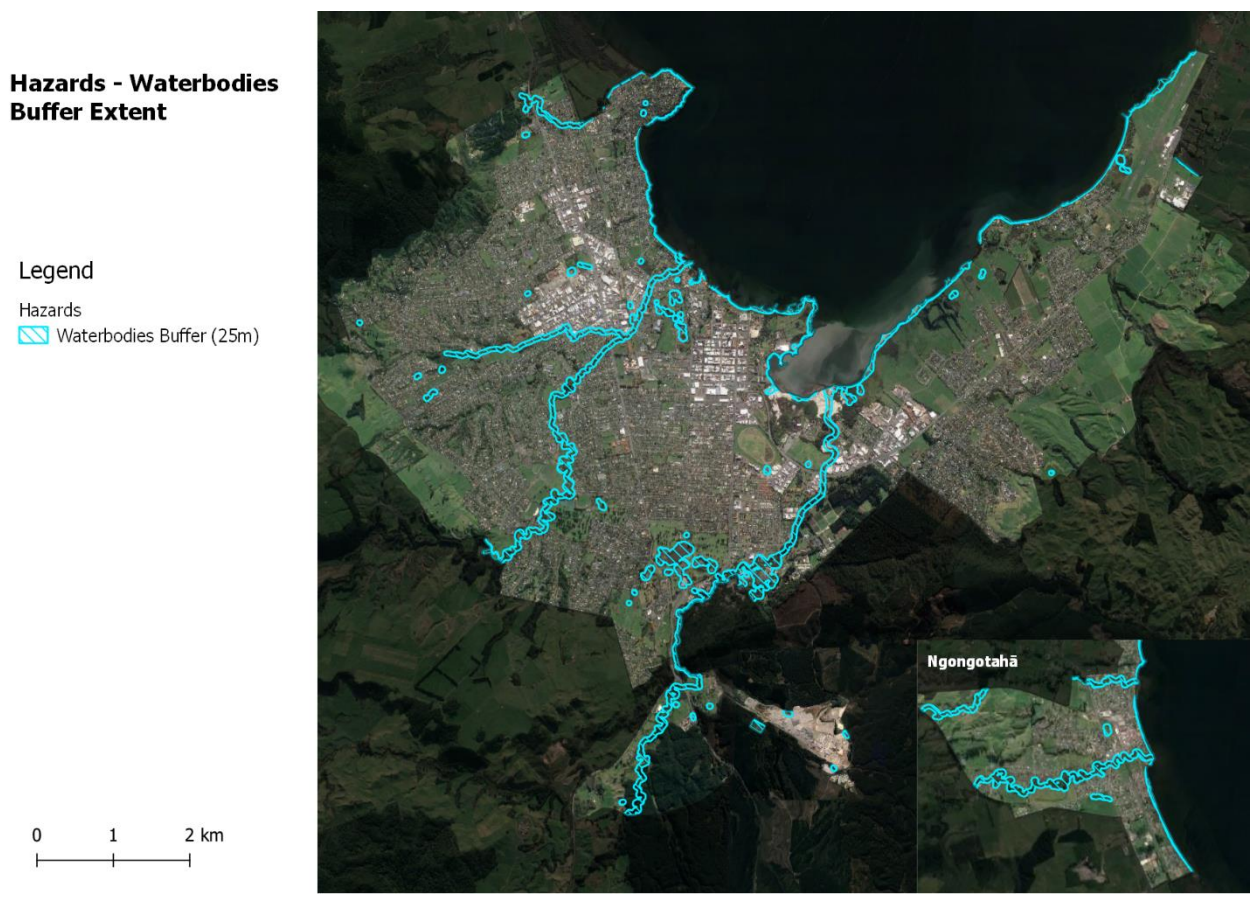 Hazards - Waterbodies
Buffer Extent
Legend
Hazards
Waterbodies Buffer (25m)
0 1 2 km
Ngongotahā